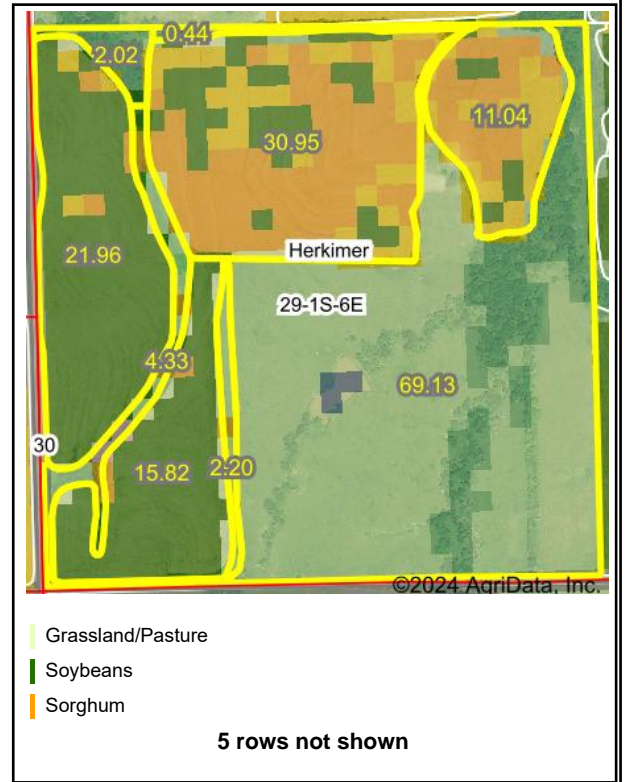 0.44
2.02
11.04
30.95
21.96
Herkimer
29-1S-6E
4.33
69.13
30
15.82
2.20
©2024 AgriData, Inc.
Grassland/Pasture
Soybeans
Sorghum
5 rows not shown